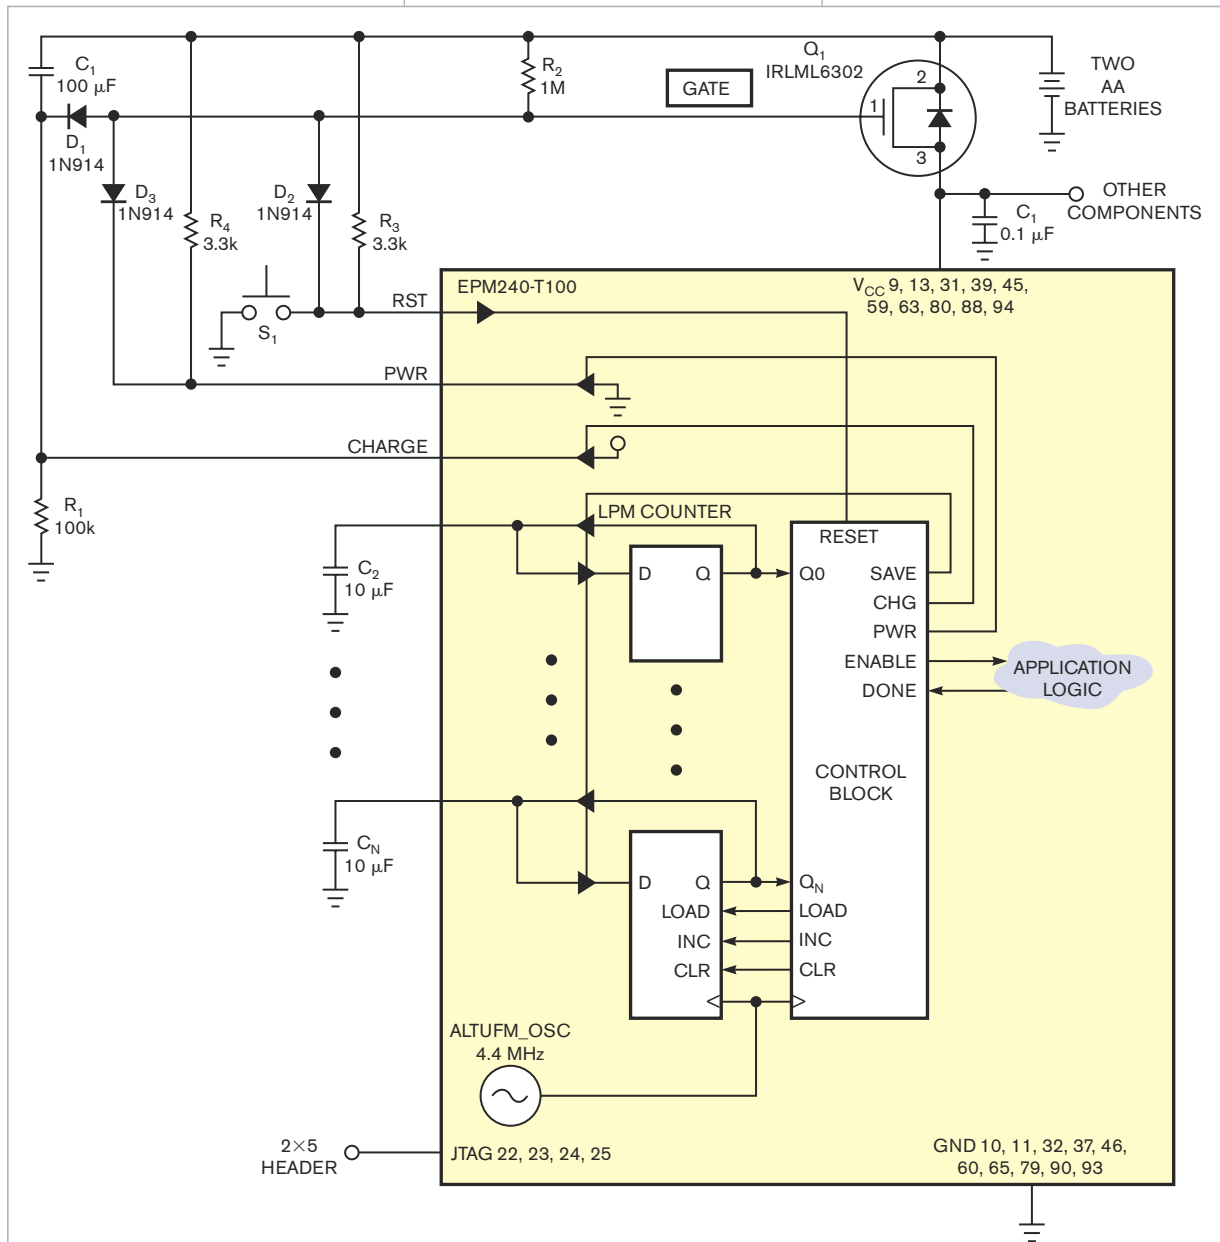 C1
100 μF
D1
1N914
D3
1N914
R4
3.3k
D2
1N914
R3
3.3k
R2
1M
GATE
Q1
IRLML6302
1
2
3
TWO
AA
BATTERIES
OTHER
COMPONENTS
C1
0.1 μF
S1
RST
PWR
CHARGE
R1
100k
EPM240-T100
VCC 9, 13, 31, 39, 45,
59, 63, 80, 88, 94
LPM COUNTER
C2
10 μF
D Q
RESET
Q0
SAVE
CHG
PWR
ENABLE
DONE
APPLICATION
LOGIC
CONTROL
BLOCK
CN
10 μF
D Q
LOAD
INC
CLR
QN
LOAD
INC
CLR
ALTUFM_OSC
4.4 MHz
2×5
HEADER
JTAG 22, 23, 24, 25
GND 10, 11, 32, 37, 46,
60, 65, 79, 90, 93